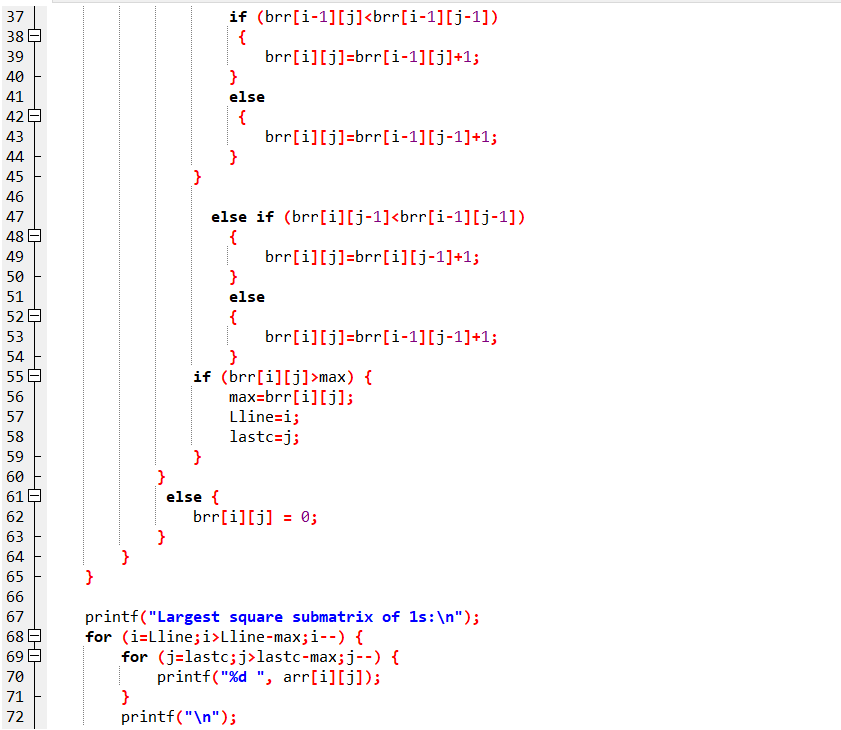 37 if (brr[i-1][j]<brr[i-1][j-1])
38 {
39 brr[i][j]=brr[i-1][j]+1;
40 }
41 else
42 {
43 brr[i][j]=brr[i-1][j-1]+1;
44 }
45 }
46
47 else if (brr[i][j-1]<brr[i-1][j-1])
48 {
49 brr[i][j]=brr[i][j-1]+1;
50 }
51 else
52 {
53 brr[i][j]=brr[i-1][j-1]+1;
54 }
55 if (brr[i][j]>max) {
56 max=brr[i][j];
57 Lline=i;
58 lastc=j;
59 }
60 }
61 else {
62 brr[i][j] = 0;
63 }
64 }
65 }
66
67 printf("Largest square submatrix of 1s:\n");
68 for (i=Lline;i>Lline-max;i--) {
69 for (j=lastc;j>lastc-max;j--) {
70 printf("%d ", arr[i][j]);
71 }
72 printf("\n");